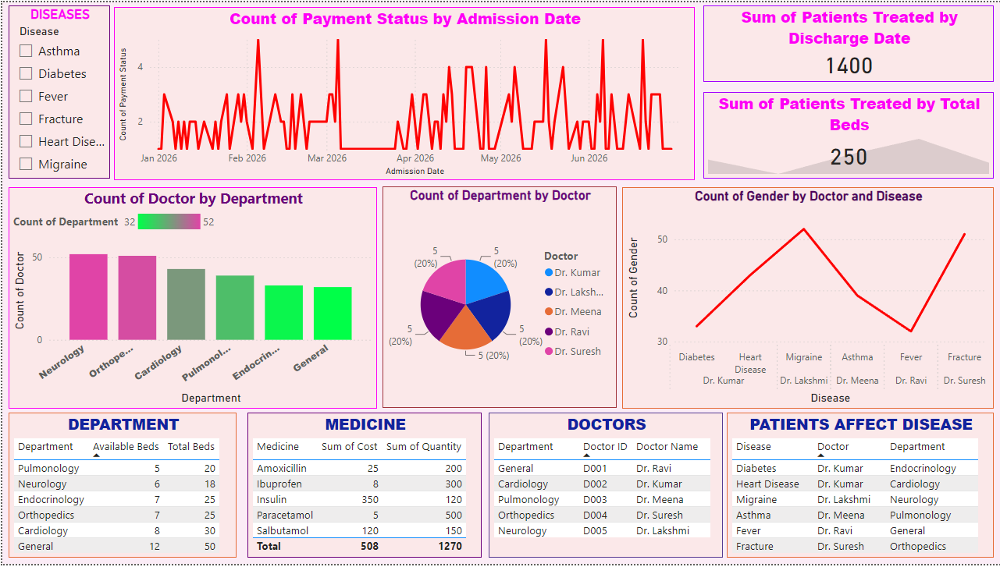 DISEASES
Disease
Asthma
Diabetes
Fever
Fracture
Heart Dise...
Migraine
Count of Payment Status by Admission Date
Count of Payment Status
4
2
Jan 2026 Feb 2026 Mar 2026 Apr 2026 May 2026 Jun 2026
Admission Date
Sum of Patients Treated by
Discharge Date
1400
Sum of Patients Treated by Total
Beds
250
Count of Doctor by Department
Count of Department 32 52
Count of Doctor
50
0
Neurology Orthope... Cardiology Pulmonol... Endocrin... General
Department
Count of Department by Doctor
5
(20%)
5
(20%)
5
(20%)
5
(20%)
5 (20%)
Doctor
Dr. Kumar
Dr. Laksh...
Dr. Meena
Dr. Ravi
Dr. Suresh
Count of Gender by Doctor and Disease
Count of Gender
50
40
30
Diabetes Heart Disease Migraine Asthma Fever Fracture
Dr. Kumar Dr. Lakshmi Dr. Meena Dr. Ravi Dr. Suresh
Disease
DEPARTMENT
Department Available Beds Total Beds
Pulmonology 5 20
Neurology 6 18
Endocrinology 7 25
Orthopedics 7 25
Cardiology 8 30
General 12 50
MEDICINE
Medicine Sum of Cost Sum of Quantity
Amoxicillin 25 200
Ibuprofen 8 300
Insulin 350 120
Paracetamol 5 500
Salbutamol 120 150
Total 508 1270
DOCTORS
Department Doctor ID Doctor Name
General D001 Dr. Ravi
Cardiology D002 Dr. Kumar
Pulmonology D003 Dr. Meena
Orthopedics D004 Dr. Suresh
Neurology D005 Dr. Lakshmi
PATIENTS AFFECT DISEASE
Disease Doctor Department
Diabetes Dr. Kumar Endocrinology
Heart Disease Dr. Kumar Cardiology
Migraine Dr. Lakshmi Neurology
Asthma Dr. Meena Pulmonology
Fever Dr. Ravi General
Fracture Dr. Suresh Orthopedics